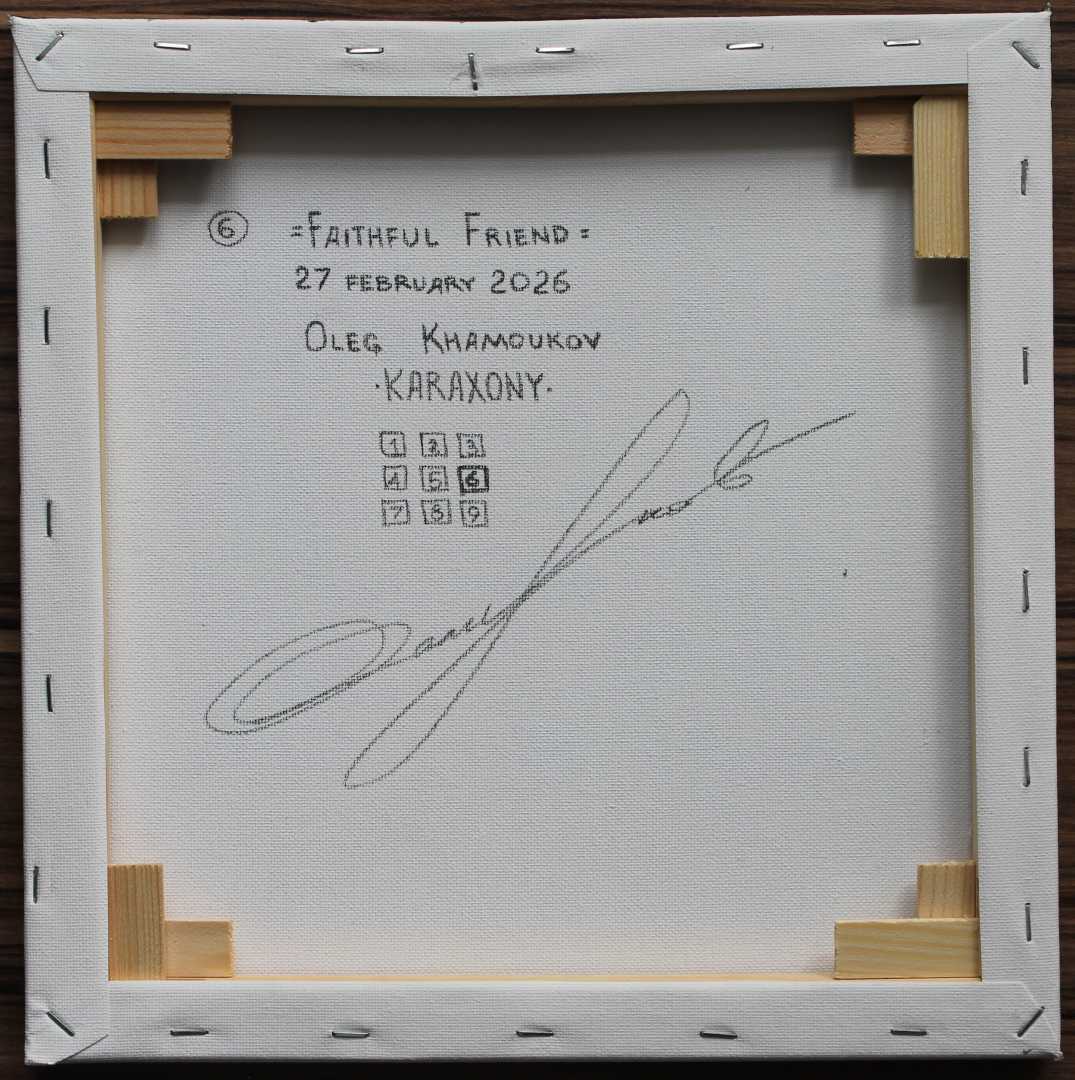 6 =FAITHFUL FRIEND=
27 FEBRUARY 2026
OLEG KHAMOUKOV
·KARAXONY·
1 2 3
4 5 6
7 8 9